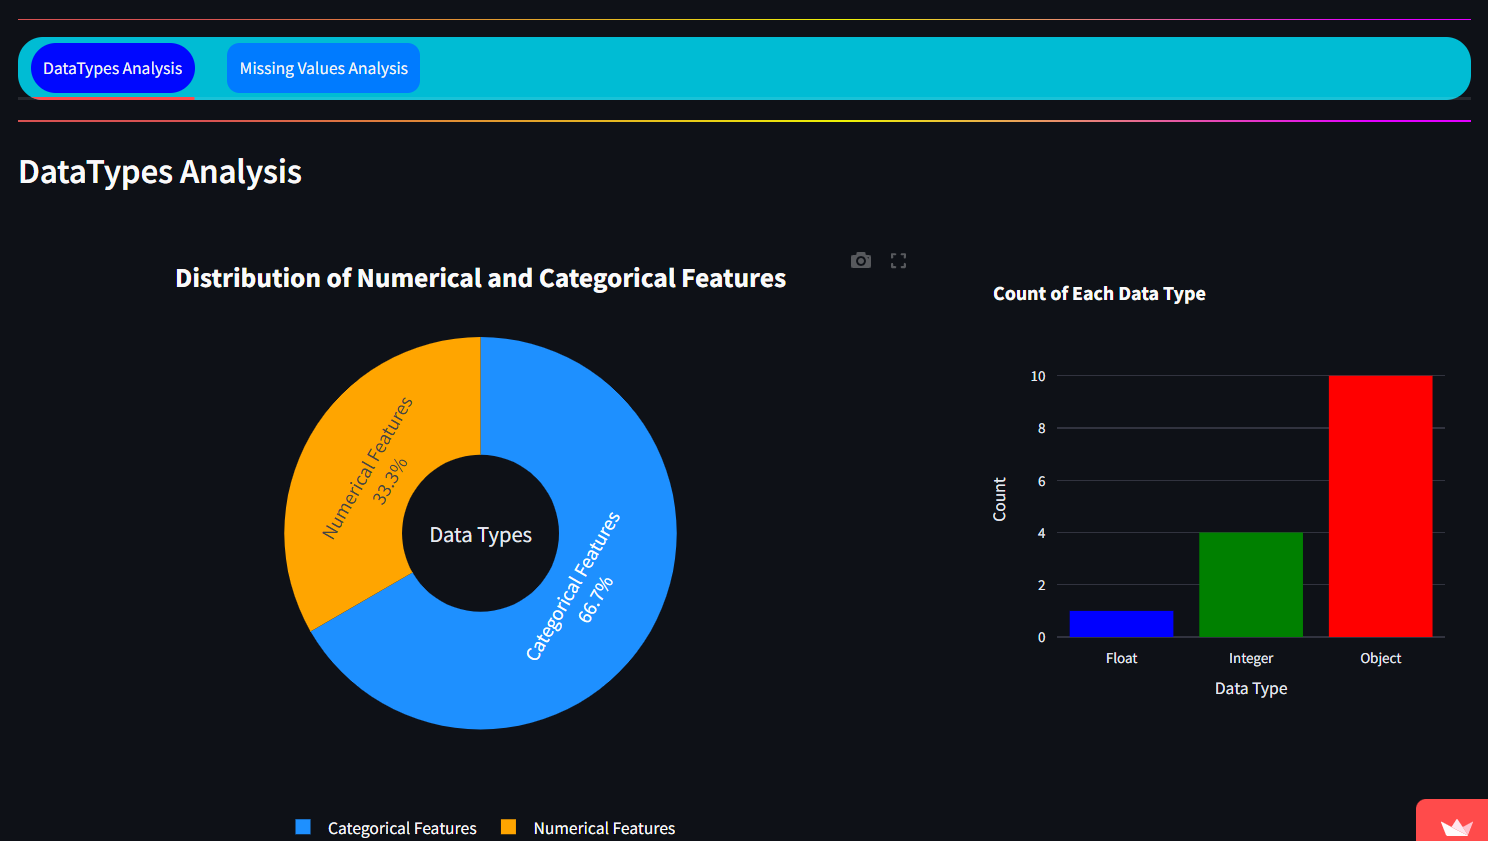 DataTypes Analysis
Missing Values Analysis
DataTypes Analysis
Distribution of Numerical and Categorical Features
Numerical Features
33.3%
Data Types
Categorical Features
66.7%
Categorical Features
Numerical Features
Count of Each Data Type
10
8
6
4
2
0
Count
Float
Integer
Object
Data Type